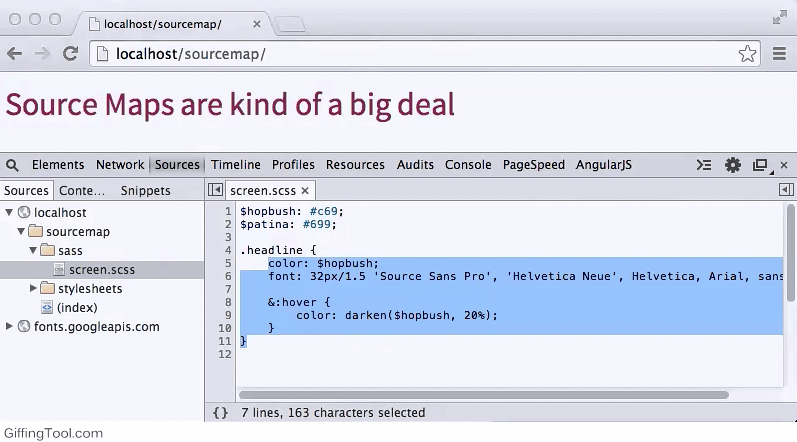 localhost/sourcemap/
localhost/sourcemap/
Source Maps are kind of a big deal
Elements Network Sources Timeline Profiles Resources Audits Console PageSpeed AngularJS
Sources Conte... Snippets screen.scss
localhost
sourcemap
sass
screen.scss
stylesheets
(index)
fonts.googleapis.com
1 $hopbush: #c69;
2 $patina: #699;
3
4 .headline {
5 color: $hopbush;
6 font: 32px/1.5 'Source Sans Pro', 'Helvetica Neue', Helvetica, Arial, sans
7
8 &:hover {
9 color: darken($hopbush, 20%);
10 }
11 }
12
{} 7 lines, 163 characters selected
GiffingTool.com